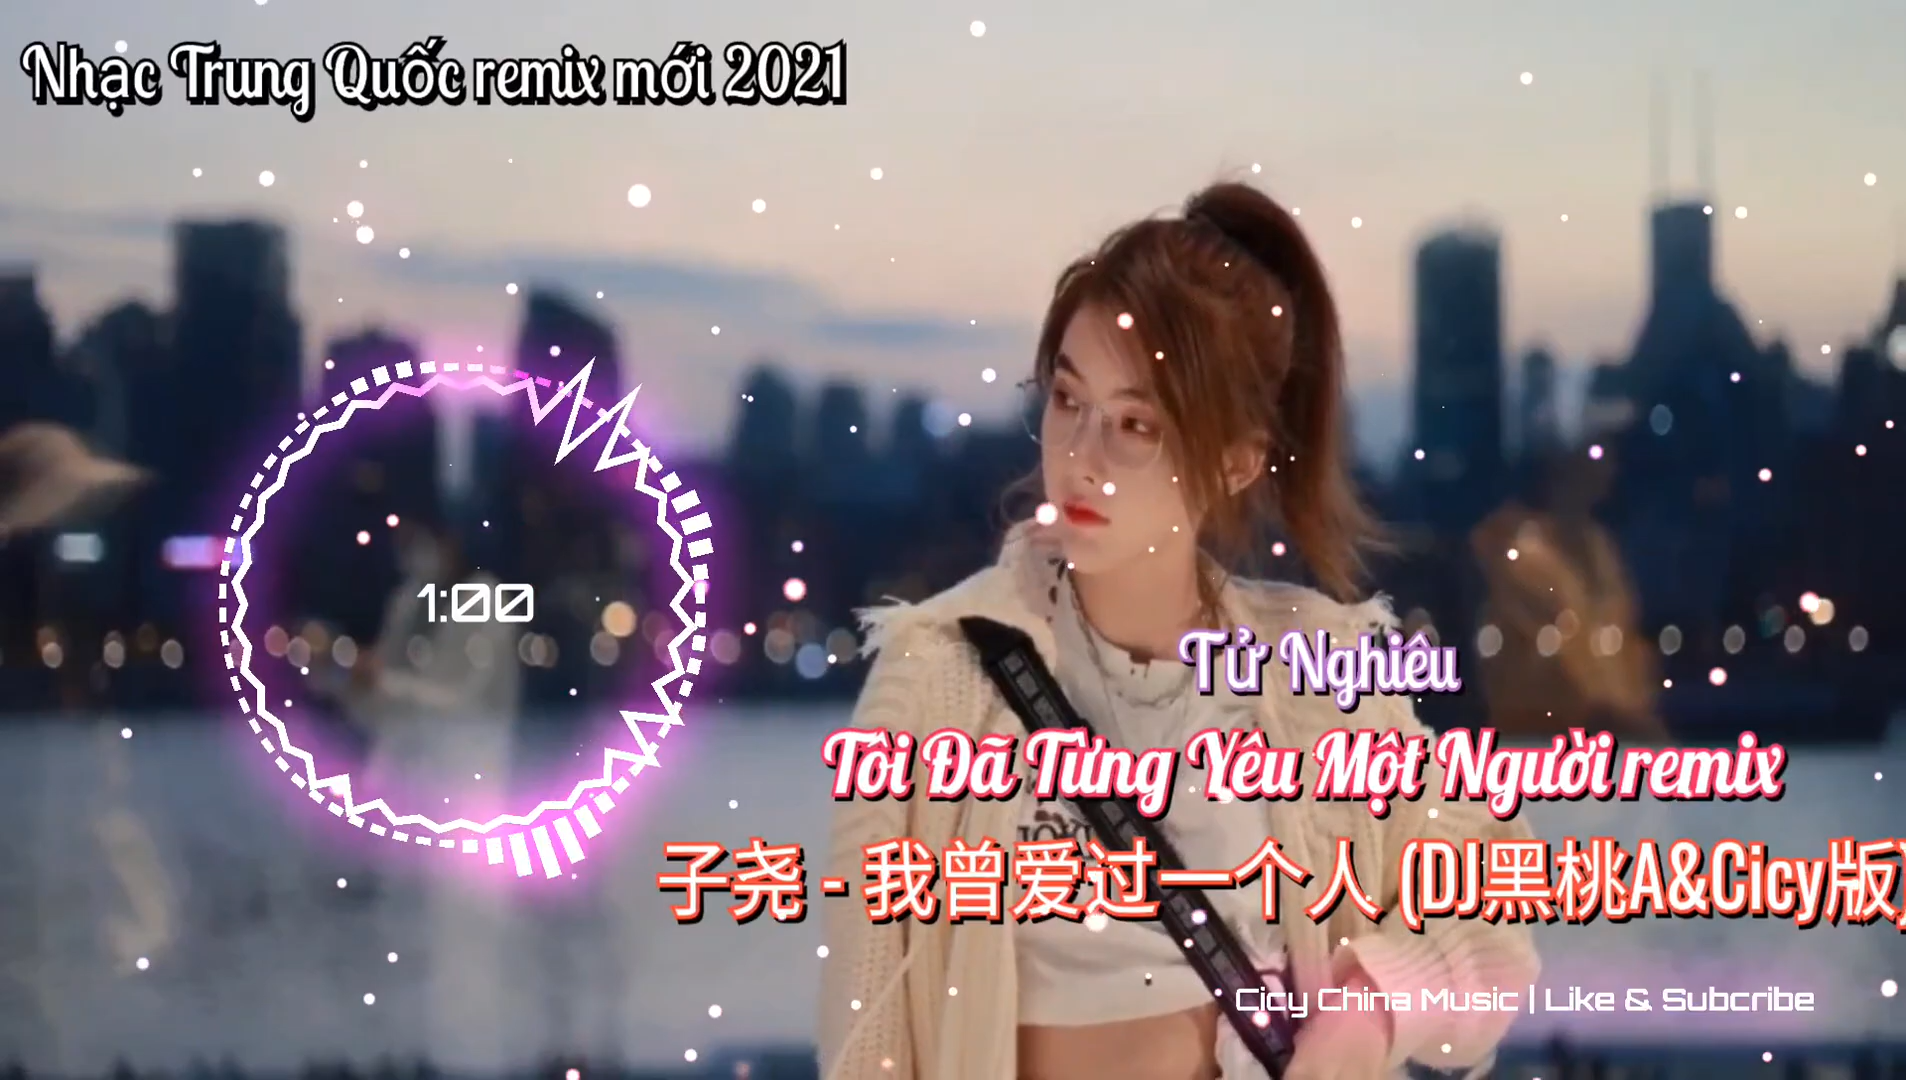 Nhạc Trung Quốc remix mới 2021
1:00
Tử Nghiêu
Tôi Đã Từng Yêu Một Người remix
子尧 - 我曾爱过一个人 (DJ黑桃A&Cicy版)
Cicy China Music | Like & Subcribe